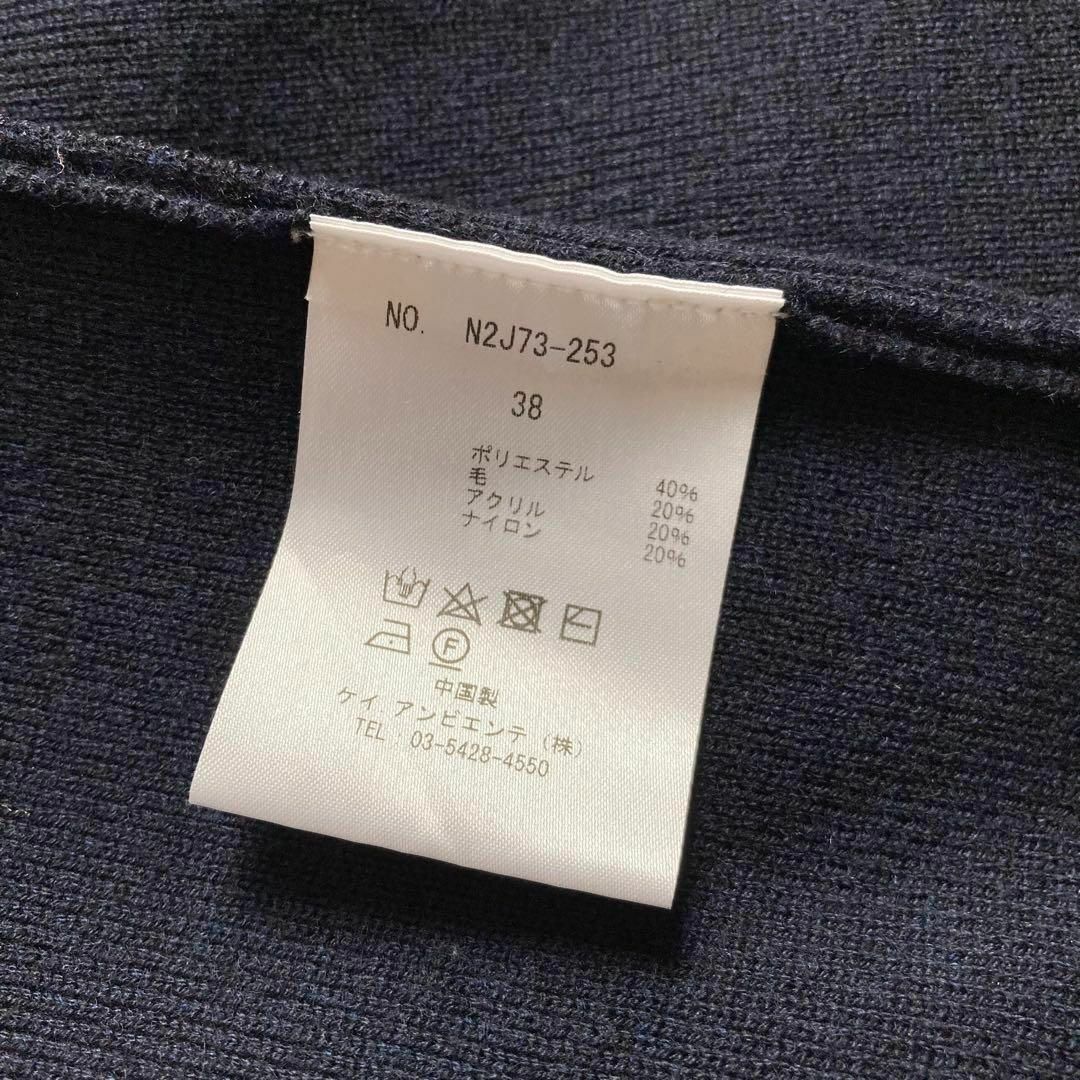 NO. N2J73-253
38
ポリエステル 40%
毛 20%
アクリル 20%
ナイロン 20%
F
中国製
ケイ アンビエンテ (株)
TEL:03-5428-4550